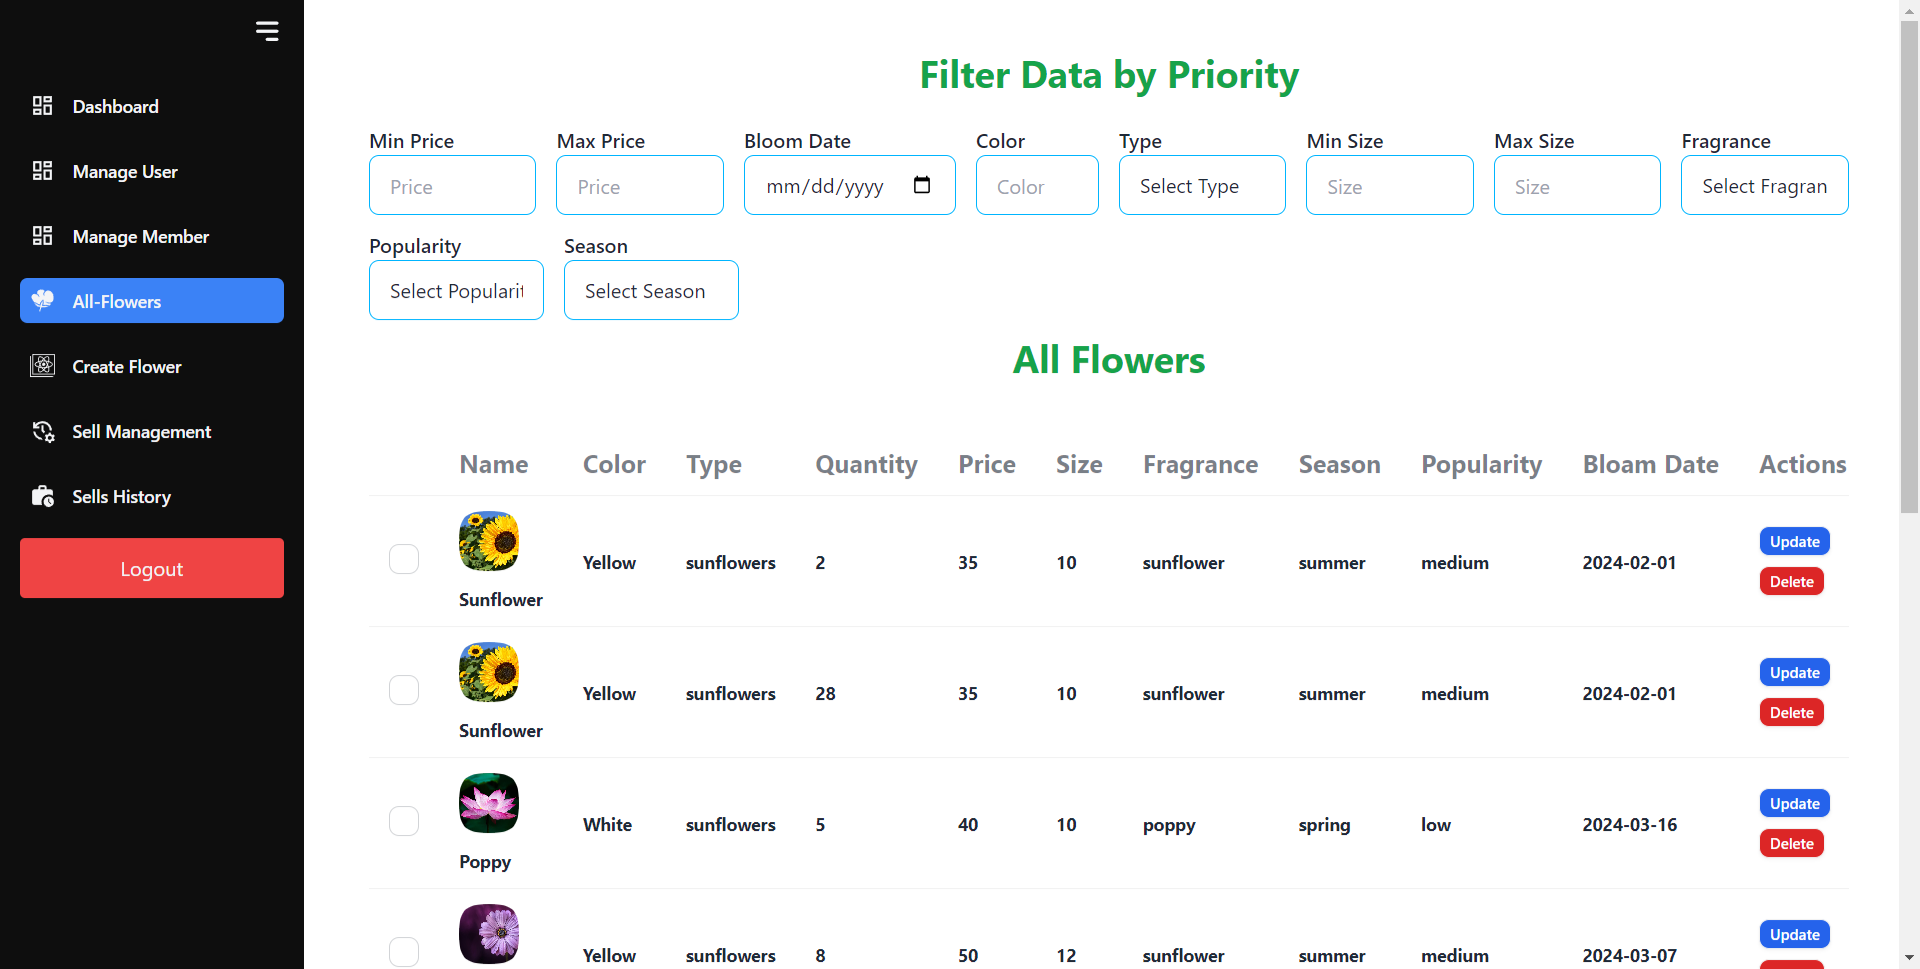 Dashboard
Manage User
Manage Member
All-Flowers
Create Flower
Sell Management
Sells History
Logout
Filter Data by Priority
Min Price Max Price Bloom Date Color Type Min Size Max Size Fragrance
Price Price mm/dd/yyyy Color Select Type Size Size Select Fragran
Popularity Season
Select Popularit Select Season
All Flowers
Name Color Type Quantity Price Size Fragrance Season Popularity Bloam Date Actions
Sunflower Yellow sunflowers 2 35 10 sunflower summer medium 2024-02-01 Update Delete
Sunflower Yellow sunflowers 28 35 10 sunflower summer medium 2024-02-01 Update Delete
Poppy White sunflowers 5 40 10 poppy spring low 2024-03-16 Update Delete
Yellow sunflowers 8 50 12 sunflower summer medium 2024-03-07 Update